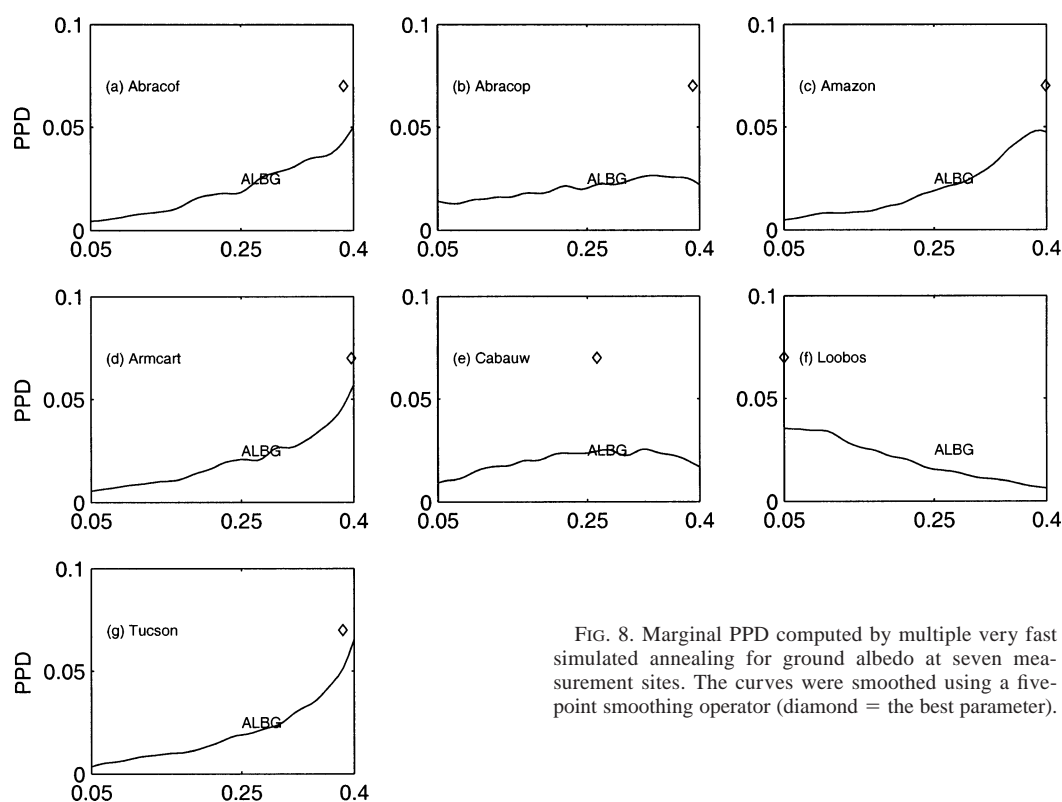 0.1 0.1 0.1
(a) Abracof (b) Abracop (c) Amazon
PPD 0.05 0.05 0.05
ALBG ALBG ALBG
0 0 0
0.05 0.25 0.4 0.05 0.25 0.4 0.05 0.25 0.4
0.1 0.1 0.1
(d) Armcart (e) Cabauw (f) Loobos
PPD 0.05 0.05 0.05
ALBG ALBG ALBG
0 0 0
0.05 0.25 0.4 0.05 0.25 0.4 0.05 0.25 0.4
0.1
(g) Tucson
PPD 0.05
ALBG
0
0.05 0.25 0.4
FIG. 8. Marginal PPD computed by multiple very fast
simulated annealing for ground albedo at seven mea-
surement sites. The curves were smoothed using a five-
point smoothing operator (diamond = the best parameter).